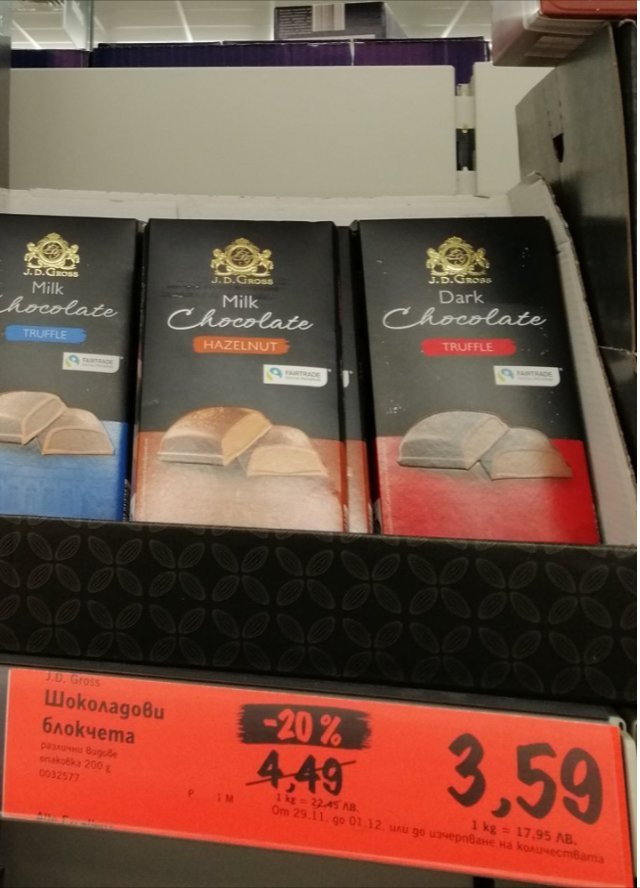 J.D.GROSS
Milk
Chocolate
TRUFFLE
FAIRTRADE
J.D.GROSS
Milk
Chocolate
HAZELNUT
FAIRTRADE
J.D.GROSS
Dark
Chocolate
TRUFFLE
FAIRTRADE
J.D. Gross
Шоколадови
блокчета
различни видове
опаковка 200 g
0032577
P 1 M
-20%
4,49
1 kg = 22,45 ЛВ.
От 29.11. до 01.12. или до изчерпване на количествата
3,59
1 kg = 17,95 ЛВ.